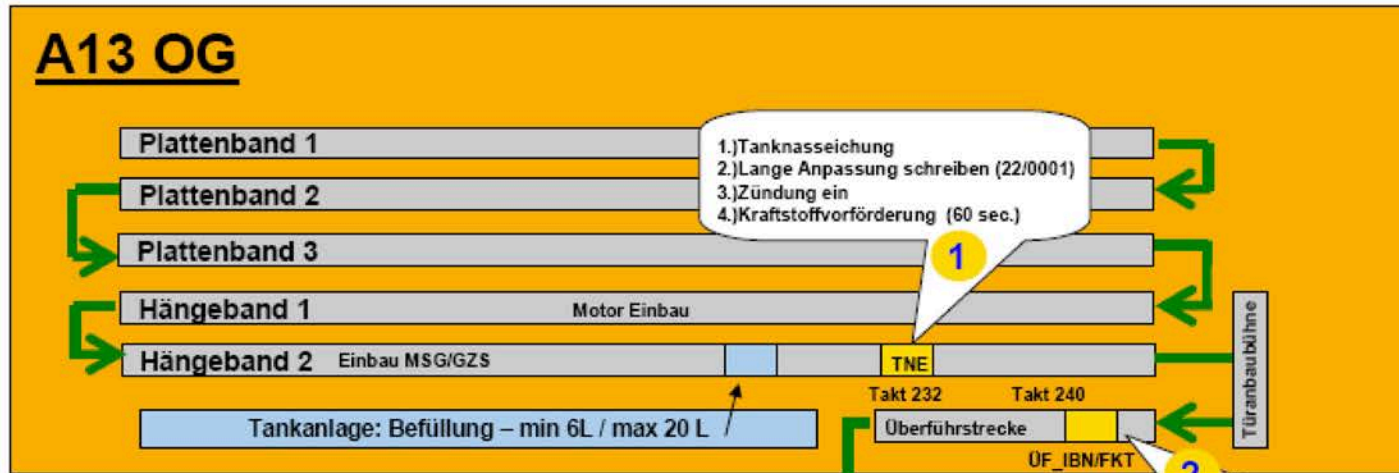 A13 OG
Plattenband 1
1.)Tanknasseichung
2.)Lange Anpassung schreiben (22/0001)
3.)Zündung ein
4.)Kraftstoffvorförderung (60 sec.)
Plattenband 2
Plattenband 3
1
Hängeband 1
Motor Einbau
Hängeband 2
Einbau MSG/GZS
TNE
Türanbaubühne
Takt 232
Takt 240
Tankanlage: Befüllung – min 6L / max 20 L
Überführstrecke
ÜF_IBN/FKT
2